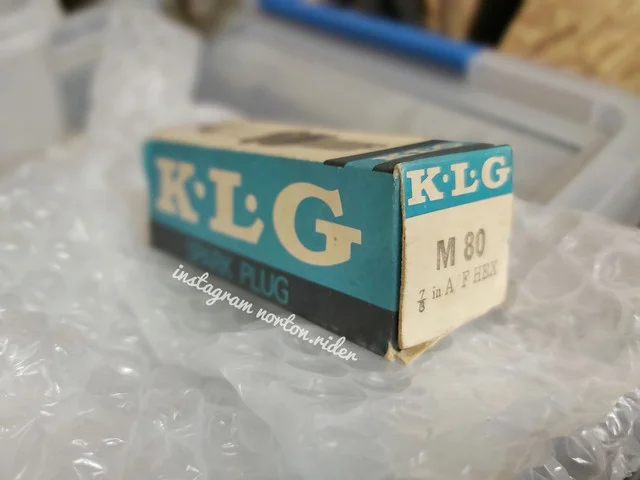 K·L·G
SPARK PLUG
K·L·G
M 80
7/8 in A/F HEX
instagram norton.rider